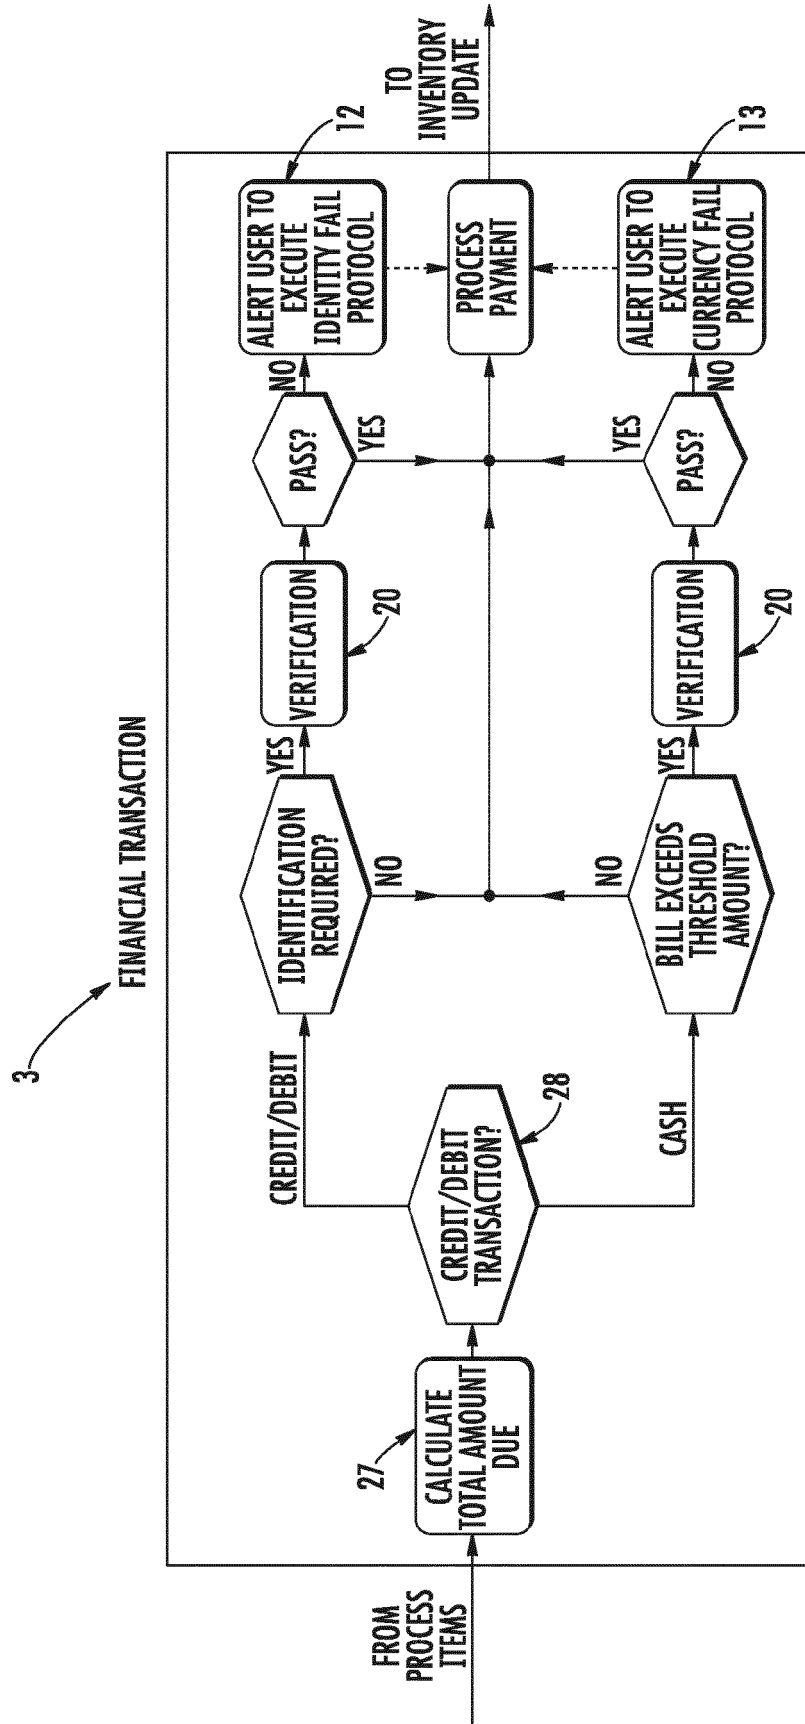 3
FINANCIAL TRANSACTION
FROM
PROCESS
ITEMS
27
CALCULATE
TOTAL AMOUNT
DUE
CREDIT/DEBIT
TRANSACTION?
28
CREDIT/DEBIT
IDENTIFICATION
REQUIRED?
YES
NO
VERIFICATION
20
PASS?
NO
YES
ALERT USER TO
EXECUTE
IDENTITY FAIL
PROTOCOL
12
PROCESS
PAYMENT
TO
INVENTORY
UPDATE
CASH
BILL EXCEEDS
THRESHOLD
AMOUNT?
NO
YES
VERIFICATION
20
PASS?
YES
NO
ALERT USER TO
EXECUTE
CURRENCY FAIL
PROTOCOL
13